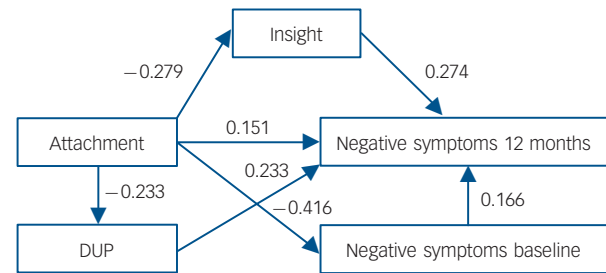 Insight
−0.279
0.274
Attachment
0.151
Negative symptoms 12 months
0.233
−0.233
−0.416
0.166
DUP
Negative symptoms baseline